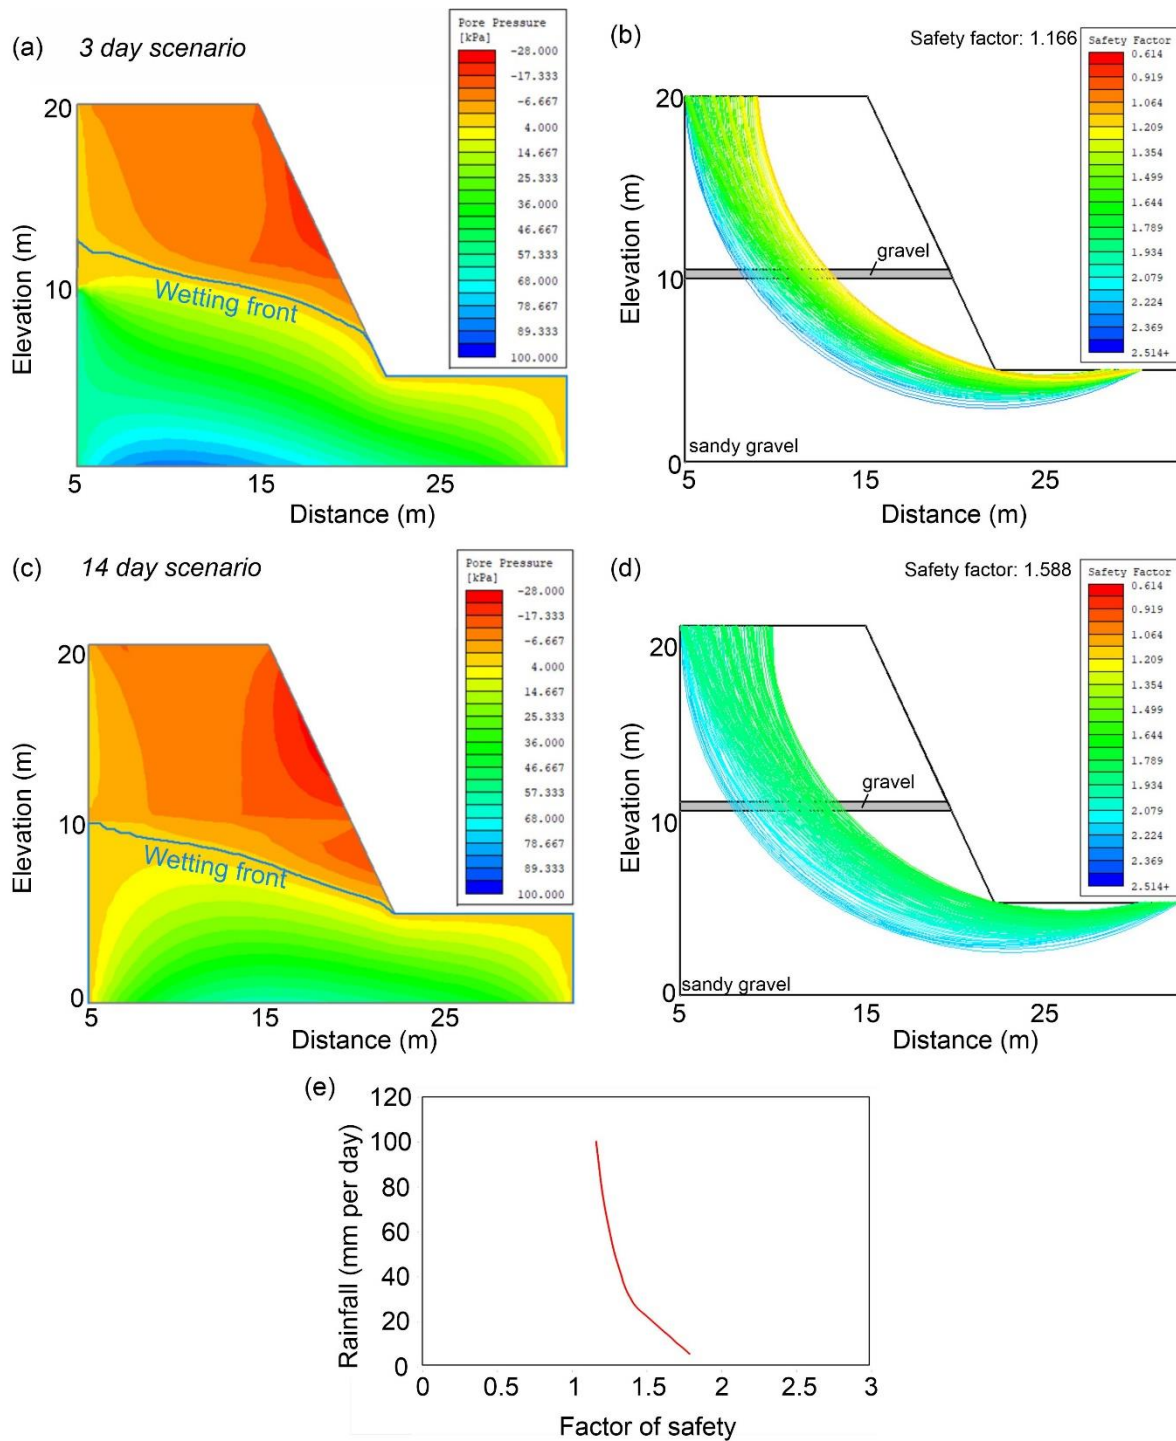 (a) 3 day scenario
Pore Pressure
[kPa]
-28.000
-17.333
-6.667
4.000
14.667
25.333
36.000
46.667
57.333
68.000
78.667
89.333
100.000
20
10
0
Elevation (m)
Wetting front
5 15 25
Distance (m)
(b)
Safety factor: 1.166
Safety Factor
0.614
0.919
1.064
1.209
1.354
1.499
1.644
1.789
1.934
2.079
2.224
2.369
2.514+
20
10
0
Elevation (m)
gravel
sandy gravel
5 15 25
Distance (m)
(c) 14 day scenario
Pore Pressure
[kPa]
-28.000
-17.333
-6.667
4.000
14.667
25.333
36.000
46.667
57.333
68.000
78.667
89.333
100.000
20
10
0
Elevation (m)
Wetting front
5 15 25
Distance (m)
(d)
Safety factor: 1.588
Safety Factor
0.614
0.919
1.064
1.209
1.354
1.499
1.644
1.789
1.934
2.079
2.224
2.369
2.514+
20
10
0
Elevation (m)
gravel
sandy gravel
5 15 25
Distance (m)
(e)
120
100
80
60
40
20
0
Rainfall (mm per day)
0 0.5 1 1.5 2 2.5 3
Factor of safety